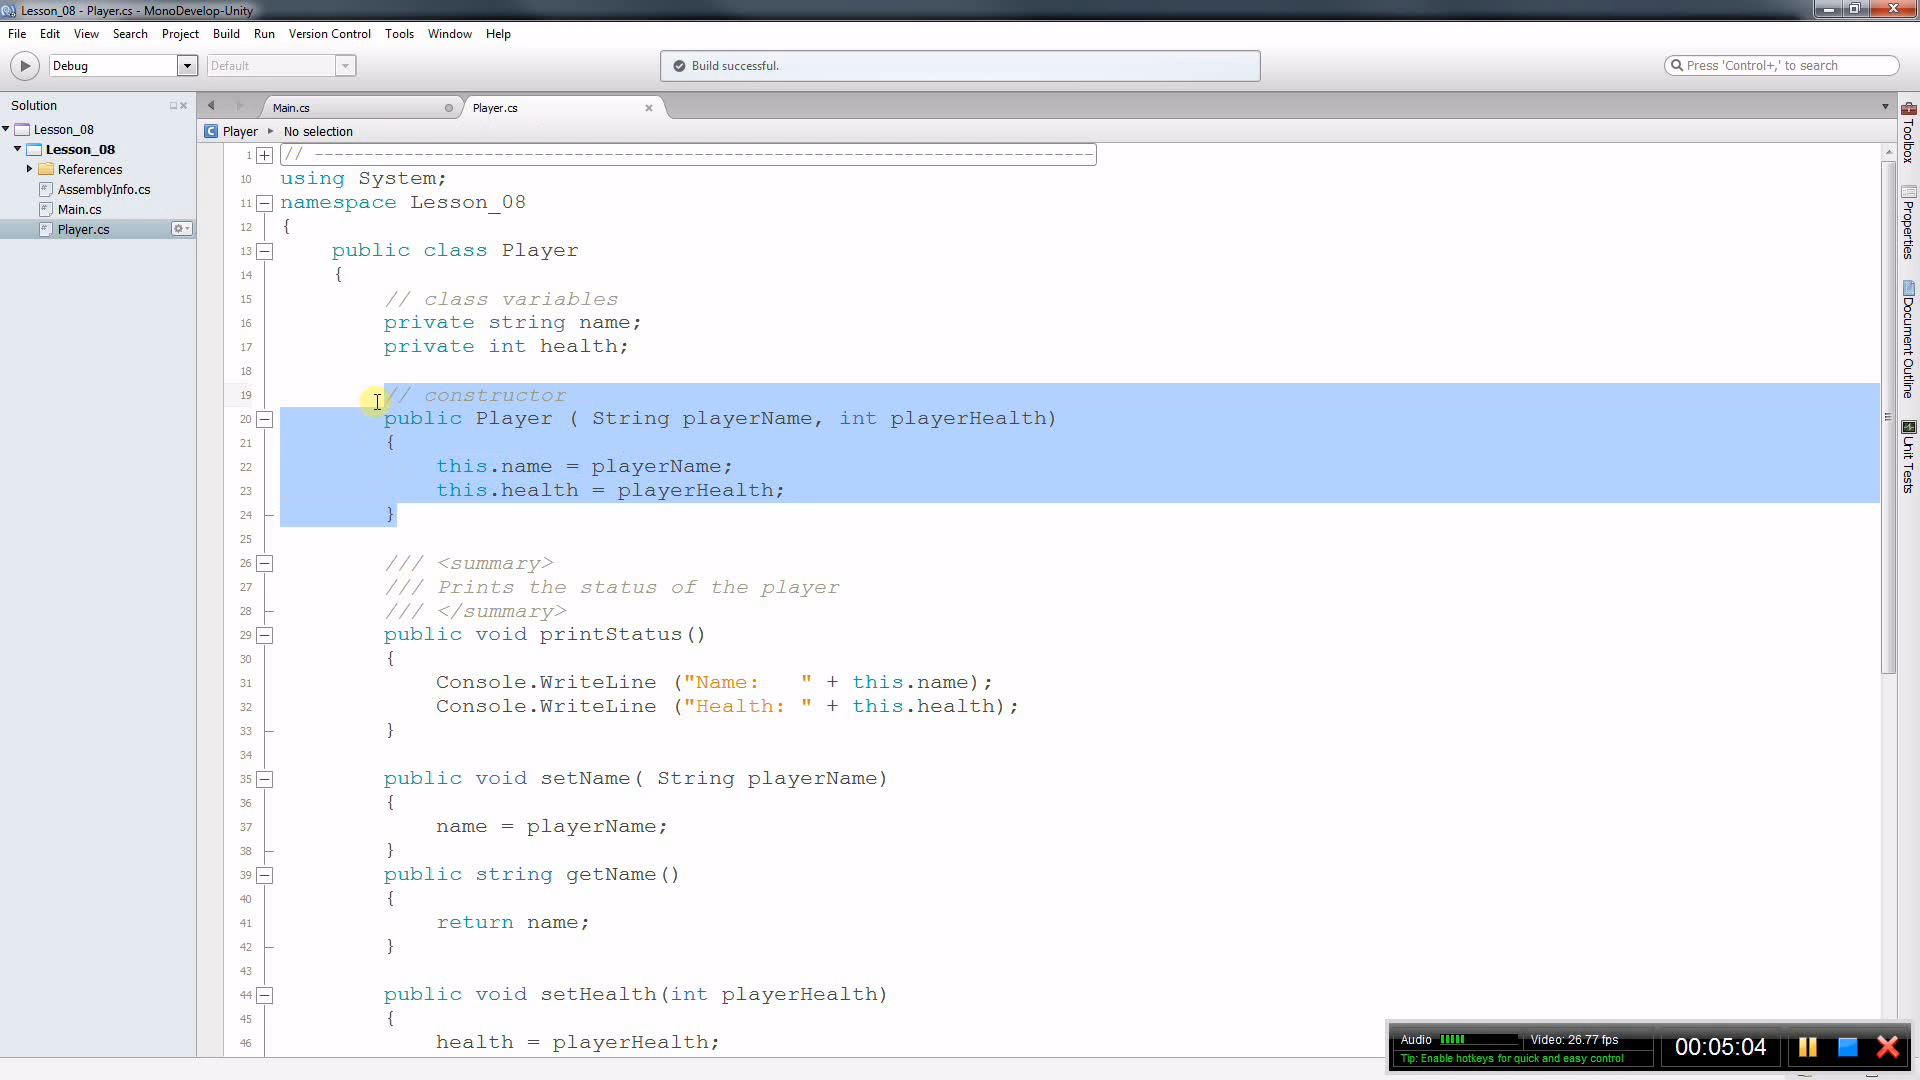 Lesson_08 - Player.cs - MonoDevelop-Unity
File Edit View Search Project Build Run Version Control Tools Window Help
Debug Default Build successful. Press 'Control+,' to search
Solution Main.cs Player.cs
Player No selection
Lesson_08
Lesson_08
References
AssemblyInfo.cs
Main.cs
Player.cs
Toolbox
Properties
Document Outline
Unit Tests
1 // ------------------------------------------------------------------------------
10 using System;
11 namespace Lesson_08
12 {
13 public class Player
14 {
15 // class variables
16 private string name;
17 private int health;
18
19 // constructor
20 public Player ( String playerName, int playerHealth)
21 {
22 this.name = playerName;
23 this.health = playerHealth;
24 }
25
26 /// <summary>
27 /// Prints the status of the player
28 /// </summary>
29 public void printStatus()
30 {
31 Console.WriteLine ("Name:   " + this.name);
32 Console.WriteLine ("Health: " + this.health);
33 }
34
35 public void setName( String playerName)
36 {
37 name = playerName;
38 }
39 public string getName()
40 {
41 return name;
42 }
43
44 public void setHealth(int playerHealth)
45 {
46 health = playerHealth;
Audio Video: 26.77 fps
Tip: Enable hotkeys for quick and easy control
00:05:04